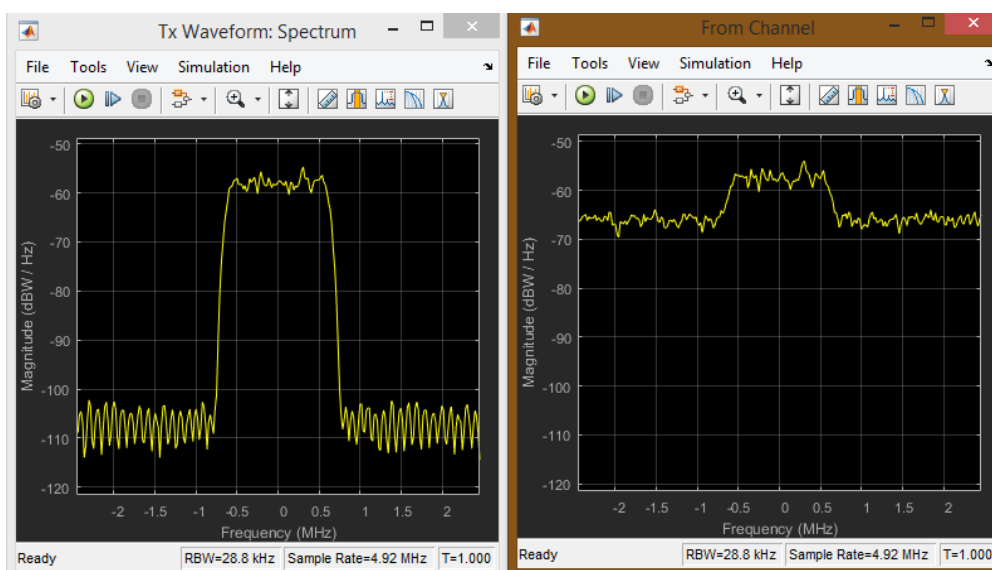 Tx Waveform: Spectrum
File Tools View Simulation Help
-50
-60
-70
-80
-90
-100
-110
-120
Magnitude (dBW / Hz)
-2 -1.5 -1 -0.5 0 0.5 1 1.5 2
Frequency (MHz)
Ready RBW=28.8 kHz Sample Rate=4.92 MHz T=1.000
From Channel
File Tools View Simulation Help
-50
-60
-70
-80
-90
-100
-110
-120
Magnitude (dBW / Hz)
-2 -1.5 -1 -0.5 0 0.5 1 1.5 2
Frequency (MHz)
Ready RBW=28.8 kHz Sample Rate=4.92 MHz T=1.000